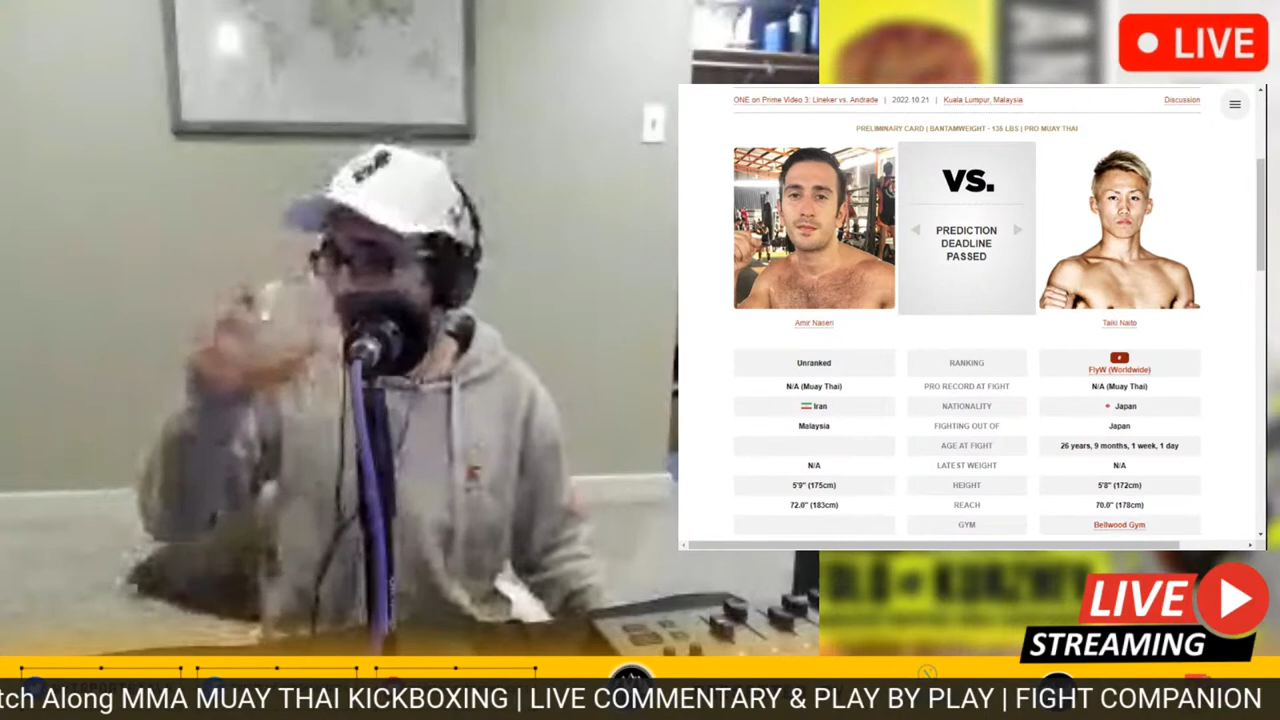 LIVE
ONE on Prime Video 3: Lineker vs. Andrade | 2022.10.21 | Kuala Lumpur, Malaysia
Discussion
PRELIMINARY CARD | BANTAMWEIGHT - 135 LBS | PRO MUAY THAI
VS.
PREDICTION
DEADLINE
PASSED
Amir Naseri
Taiki Naito
Unranked RANKING FlyW (Worldwide)
N/A (Muay Thai) PRO RECORD AT FIGHT N/A (Muay Thai)
Iran NATIONALITY Japan
Malaysia FIGHTING OUT OF Japan
AGE AT FIGHT 26 years, 9 months, 1 week, 1 day
N/A LATEST WEIGHT N/A
5'9" (175cm) HEIGHT 5'8" (172cm)
72.0" (183cm) REACH 70.0" (178cm)
GYM Bellwood Gym
LIVE
STREAMING
tch Along MMA MUAY THAI KICKBOXING | LIVE COMMENTARY & PLAY BY PLAY | FIGHT COMPANION